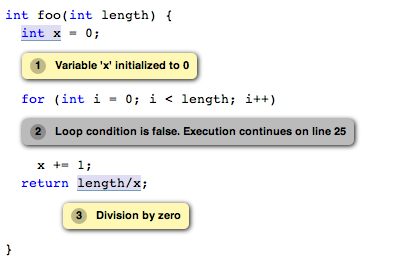 int foo(int length) {
int x = 0;
1 Variable 'x' initialized to 0
for (int i = 0; i < length; i++)
2 Loop condition is false. Execution continues on line 25
x += 1;
return length/x;
3 Division by zero
}